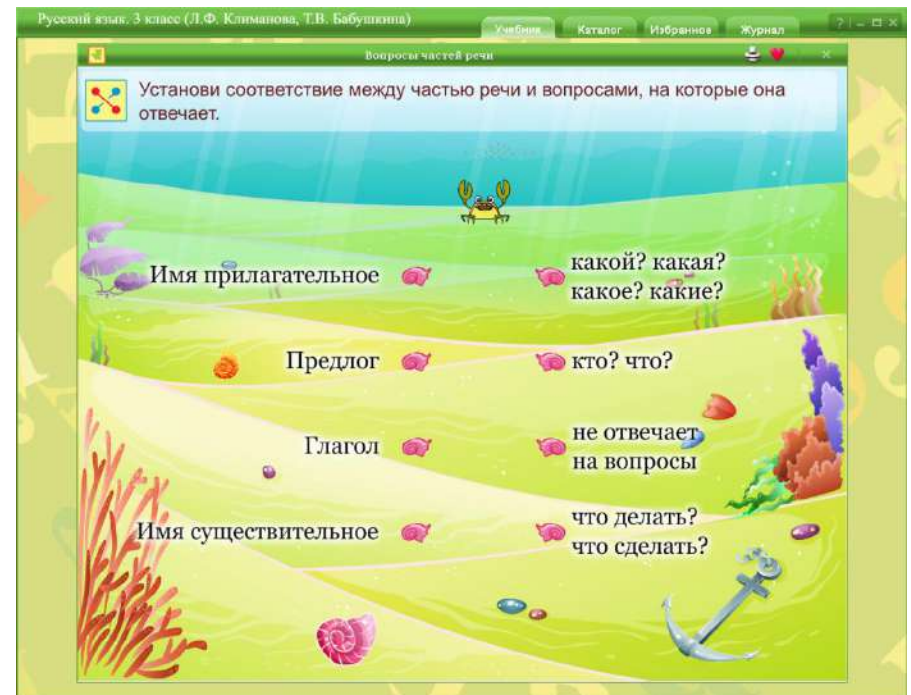 Русский язык. 3 класс (Л.Ф. Климанова, Т.В. Бабушкина)
Учебник Каталог Избранное Журнал ?
Вопросы частей речи
Установи соответствие между частью речи и вопросами, на которые она
отвечает.
Имя прилагательное
какой? какая?
какое? какие?
Предлог
кто? что?
Глагол
не отвечает
на вопросы
Имя существительное
что делать?
что сделать?